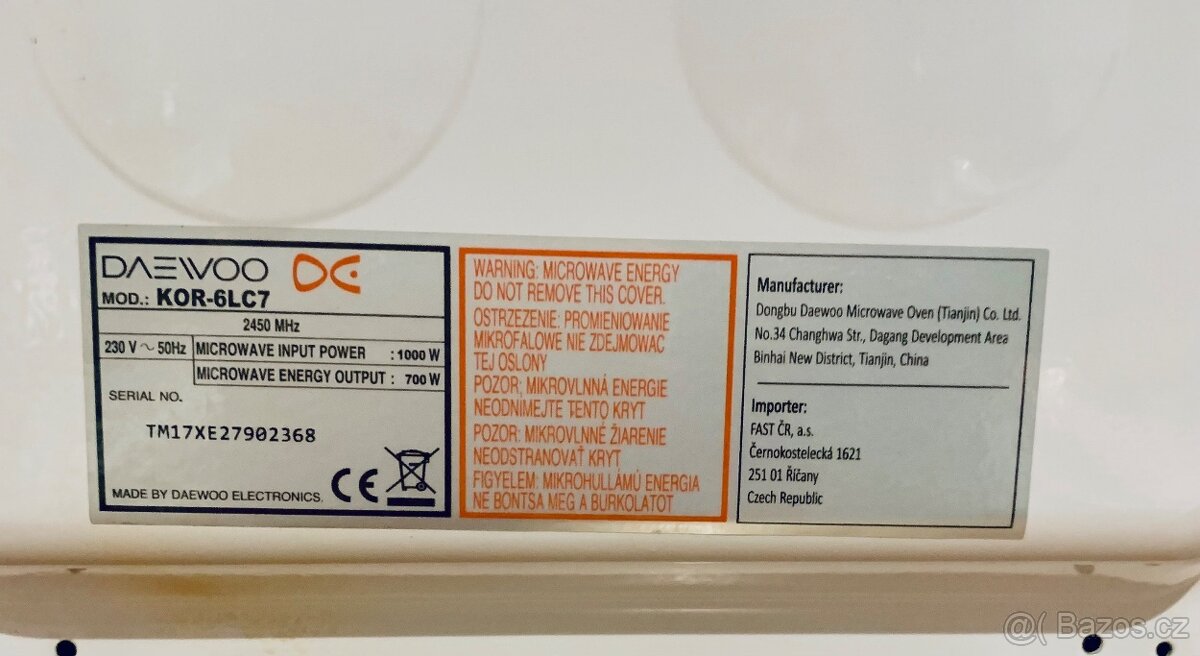 DAEWOO
MOD.: KOR-6LC7
2450 MHz
230 V ~ 50Hz
MICROWAVE INPUT POWER : 1000 W
MICROWAVE ENERGY OUTPUT : 700 W
SERIAL NO.
TM17XE27902368
MADE BY DAEWOO ELECTRONICS.
CE
WARNING: MICROWAVE ENERGY
DO NOT REMOVE THIS COVER.
OSTRZEZENIE: PROMIENIOWANIE
MIKROFALOWE NIE ZDEJMOWAC
TEJ OSLONY
POZOR; MIKROVLNNÁ ENERGIE
NEODNIMEJTE TENTO KRYT
POZOR: MIKROVLNNÉ ŽIARENIE
NEODSTRANOVAŤ KRYT
FIGYELEM: MIKROHULLÁMÚ ENERGIA
NE BONTSA MEG A BURKOLATOT
Manufacturer:
Dongbu Daewoo Microwave Oven (Tianjin) Co. Ltd.
No.34 Changhwa Str., Dagang Development Area
Binhai New District, Tianjin, China
Importer:
FAST ČR, a.s.
Černokostelecká 1621
251 01 Říčany
Czech Republic
@( Bazos.cz